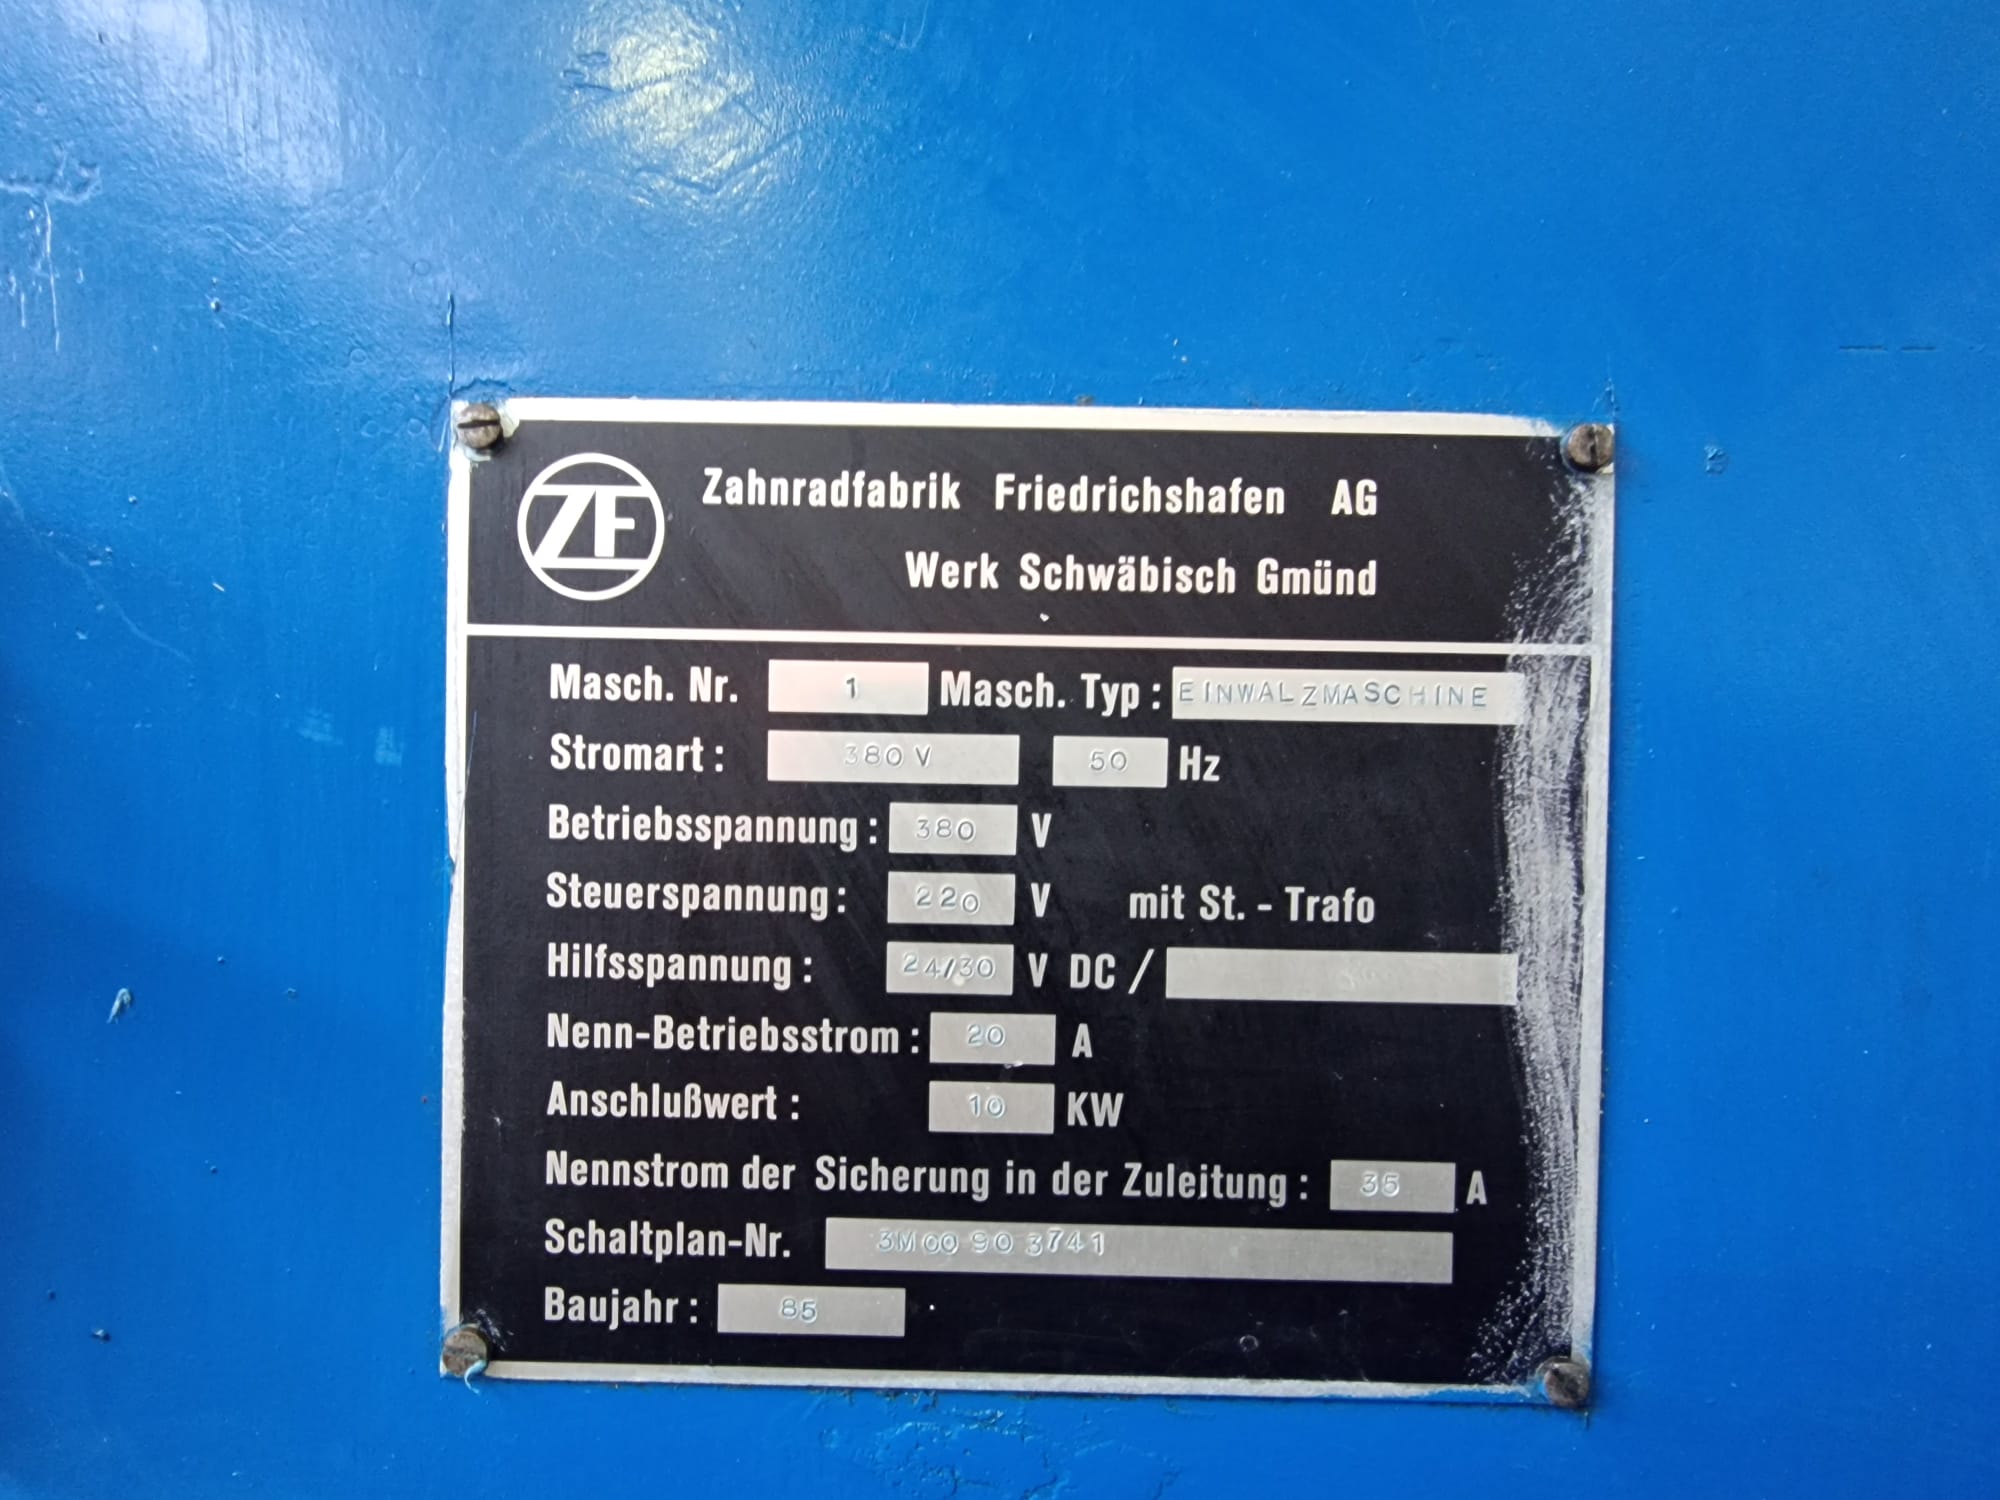 ZF Zahnradfabrik Friedrichshafen AG
Werk Schwäbisch Gmünd
Masch. Nr. 1 Masch. Typ: EINWALZMASCHINE
Stromart: 380 V 50 Hz
Betriebsspannung: 380 V
Steuerspannung: 220 V mit St.-Trafo
Hilfsspannung: 24/30 V DC /
Nenn-Betriebsstrom: 20 A
Anschlußwert: 10 KW
Nennstrom der Sicherung in der Zuleitung: 35 A
Schaltplan-Nr. 3M 00 90 3741
Baujahr: 85